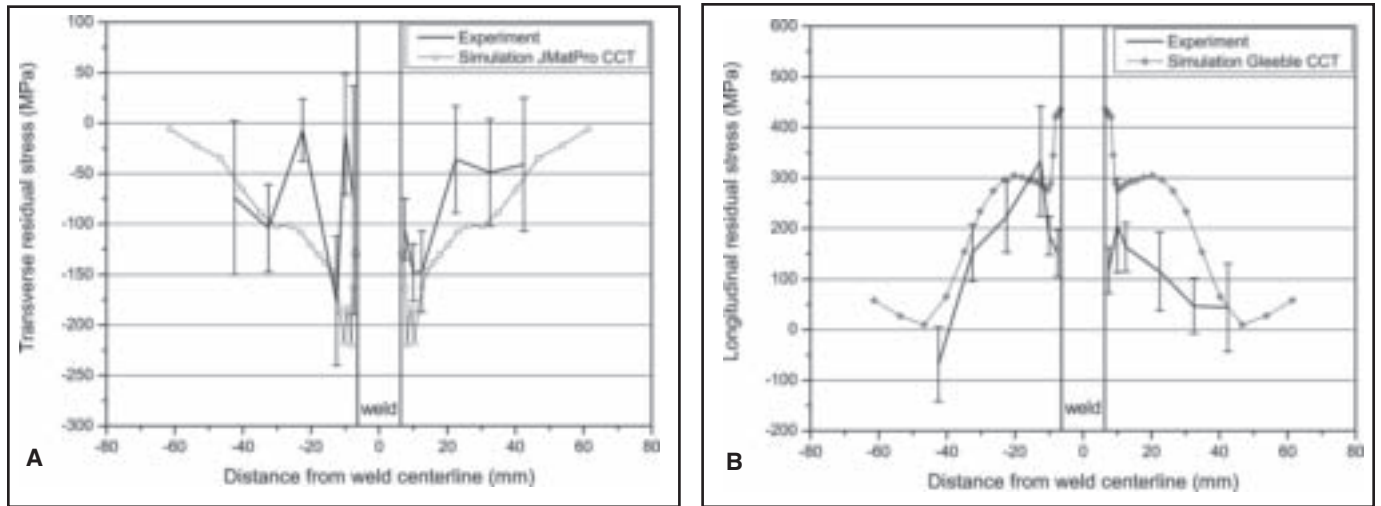 100
50
0
-50
-100
-150
-200
-250
-300
Transverse residual stress (MPa)
Experiment
Simulation JMatPro CCT
weld
-80 -60 -40 -20 0 20 40 60 80
Distance from weld centerline (mm)
A
600
500
400
300
200
100
0
-100
-200
Longitudinal residual stress (MPa)
Experiment
Simulation Gleeble CCT
weld
-80 -60 -40 -20 0 20 40 60 80
Distance from weld centerline (mm)
B